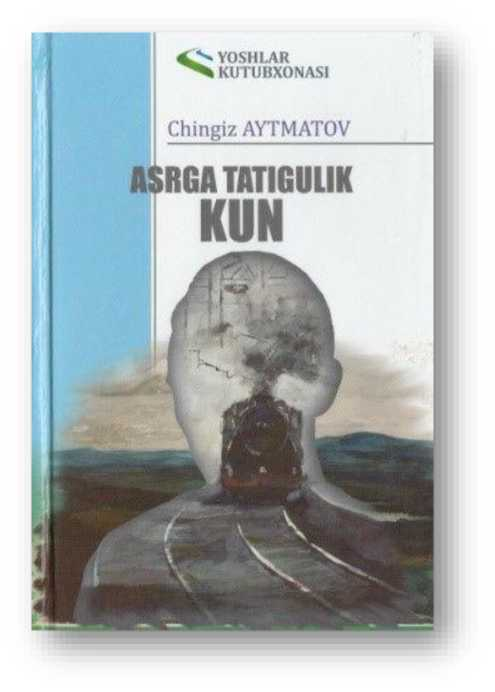 YOSHLAR
KUTUBXONASI
Chingiz AYTMATOV
ASRGA TATIGULIK
KUN